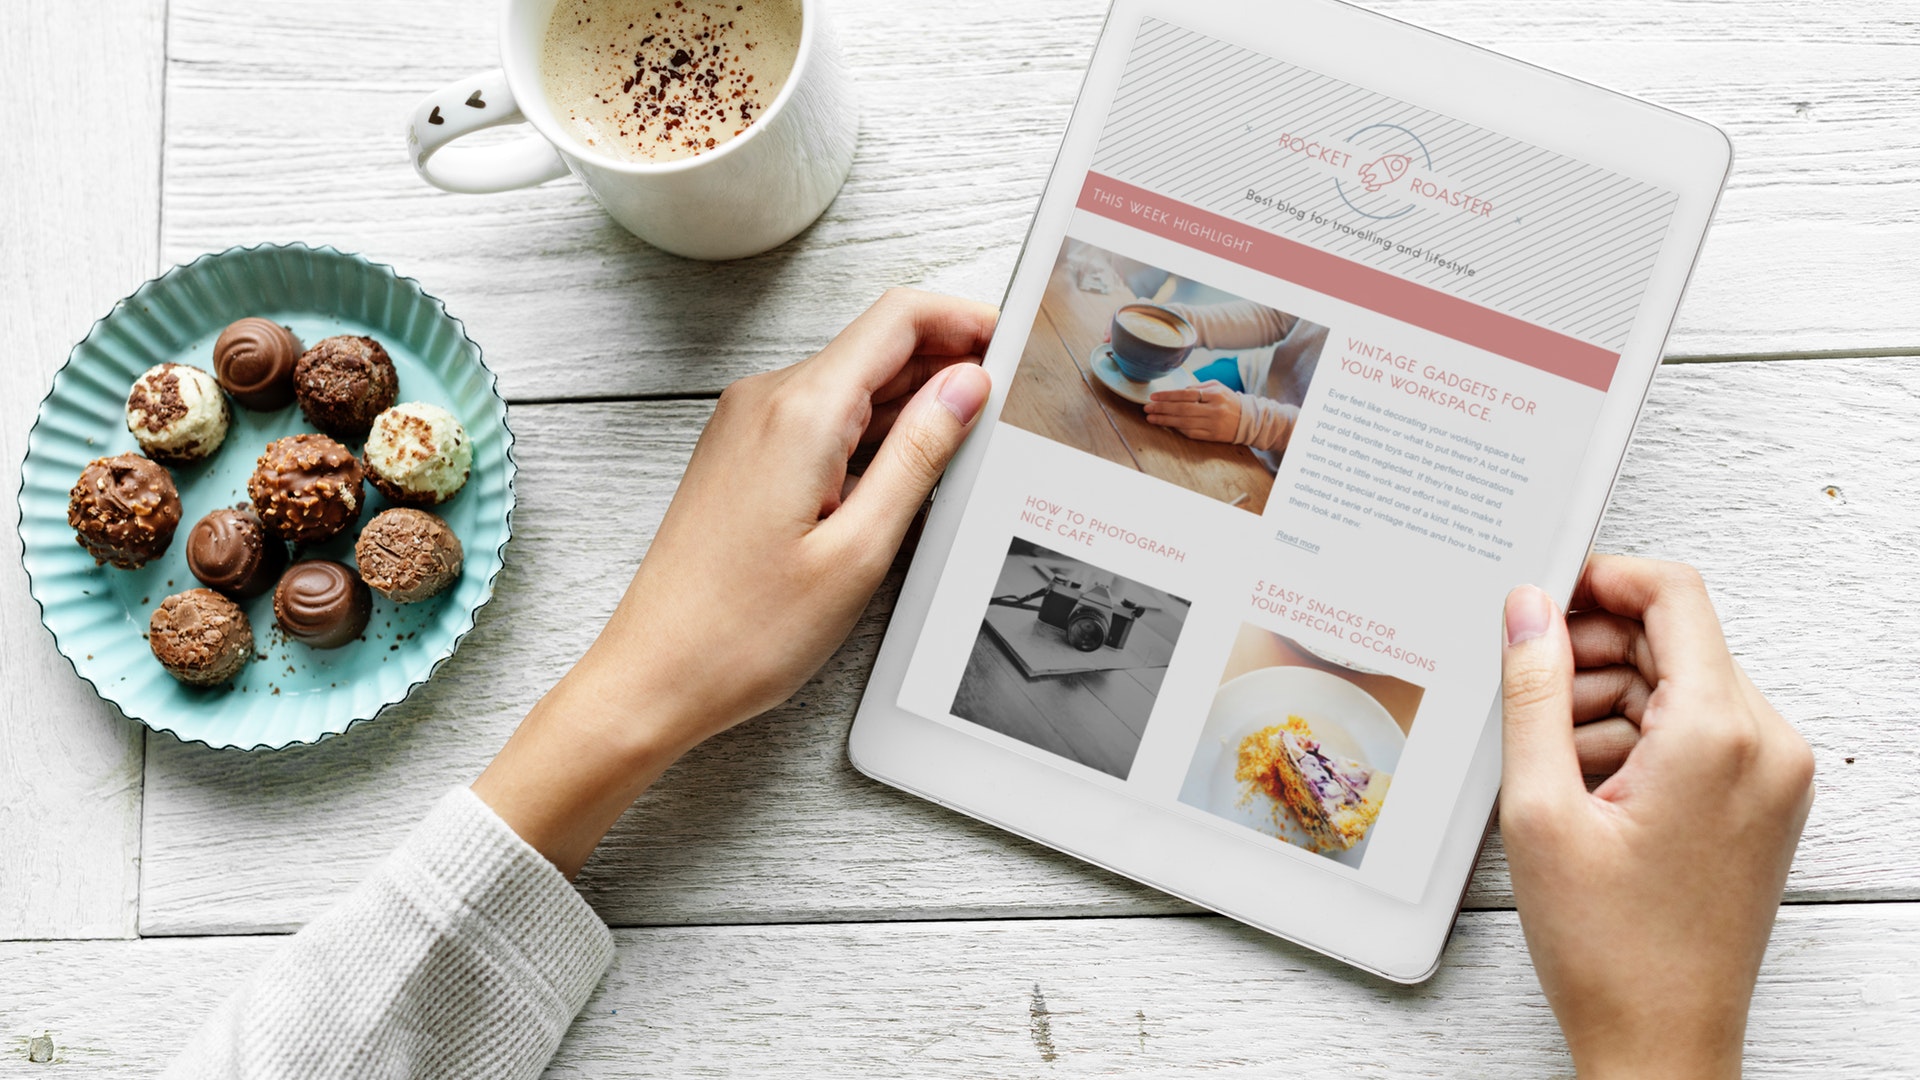 ROCKET ROASTER
Best blog for travelling and lifestyle
THIS WEEK HIGHLIGHT
VINTAGE GADGETS FOR
YOUR WORKSPACE.
Ever feel like decorating your working space but
had no idea how or what to put there? A lot of time
your old favorite toys can be perfect decorations
but were often neglected. If they're too old and
worn out, a little work and effort will also make it
even more special and one of a kind. Here, we have
collected a serie of vintage items and how to make
them look all new.
Read more
HOW TO PHOTOGRAPH
NICE CAFE
5 EASY SNACKS FOR
YOUR SPECIAL OCCASIONS